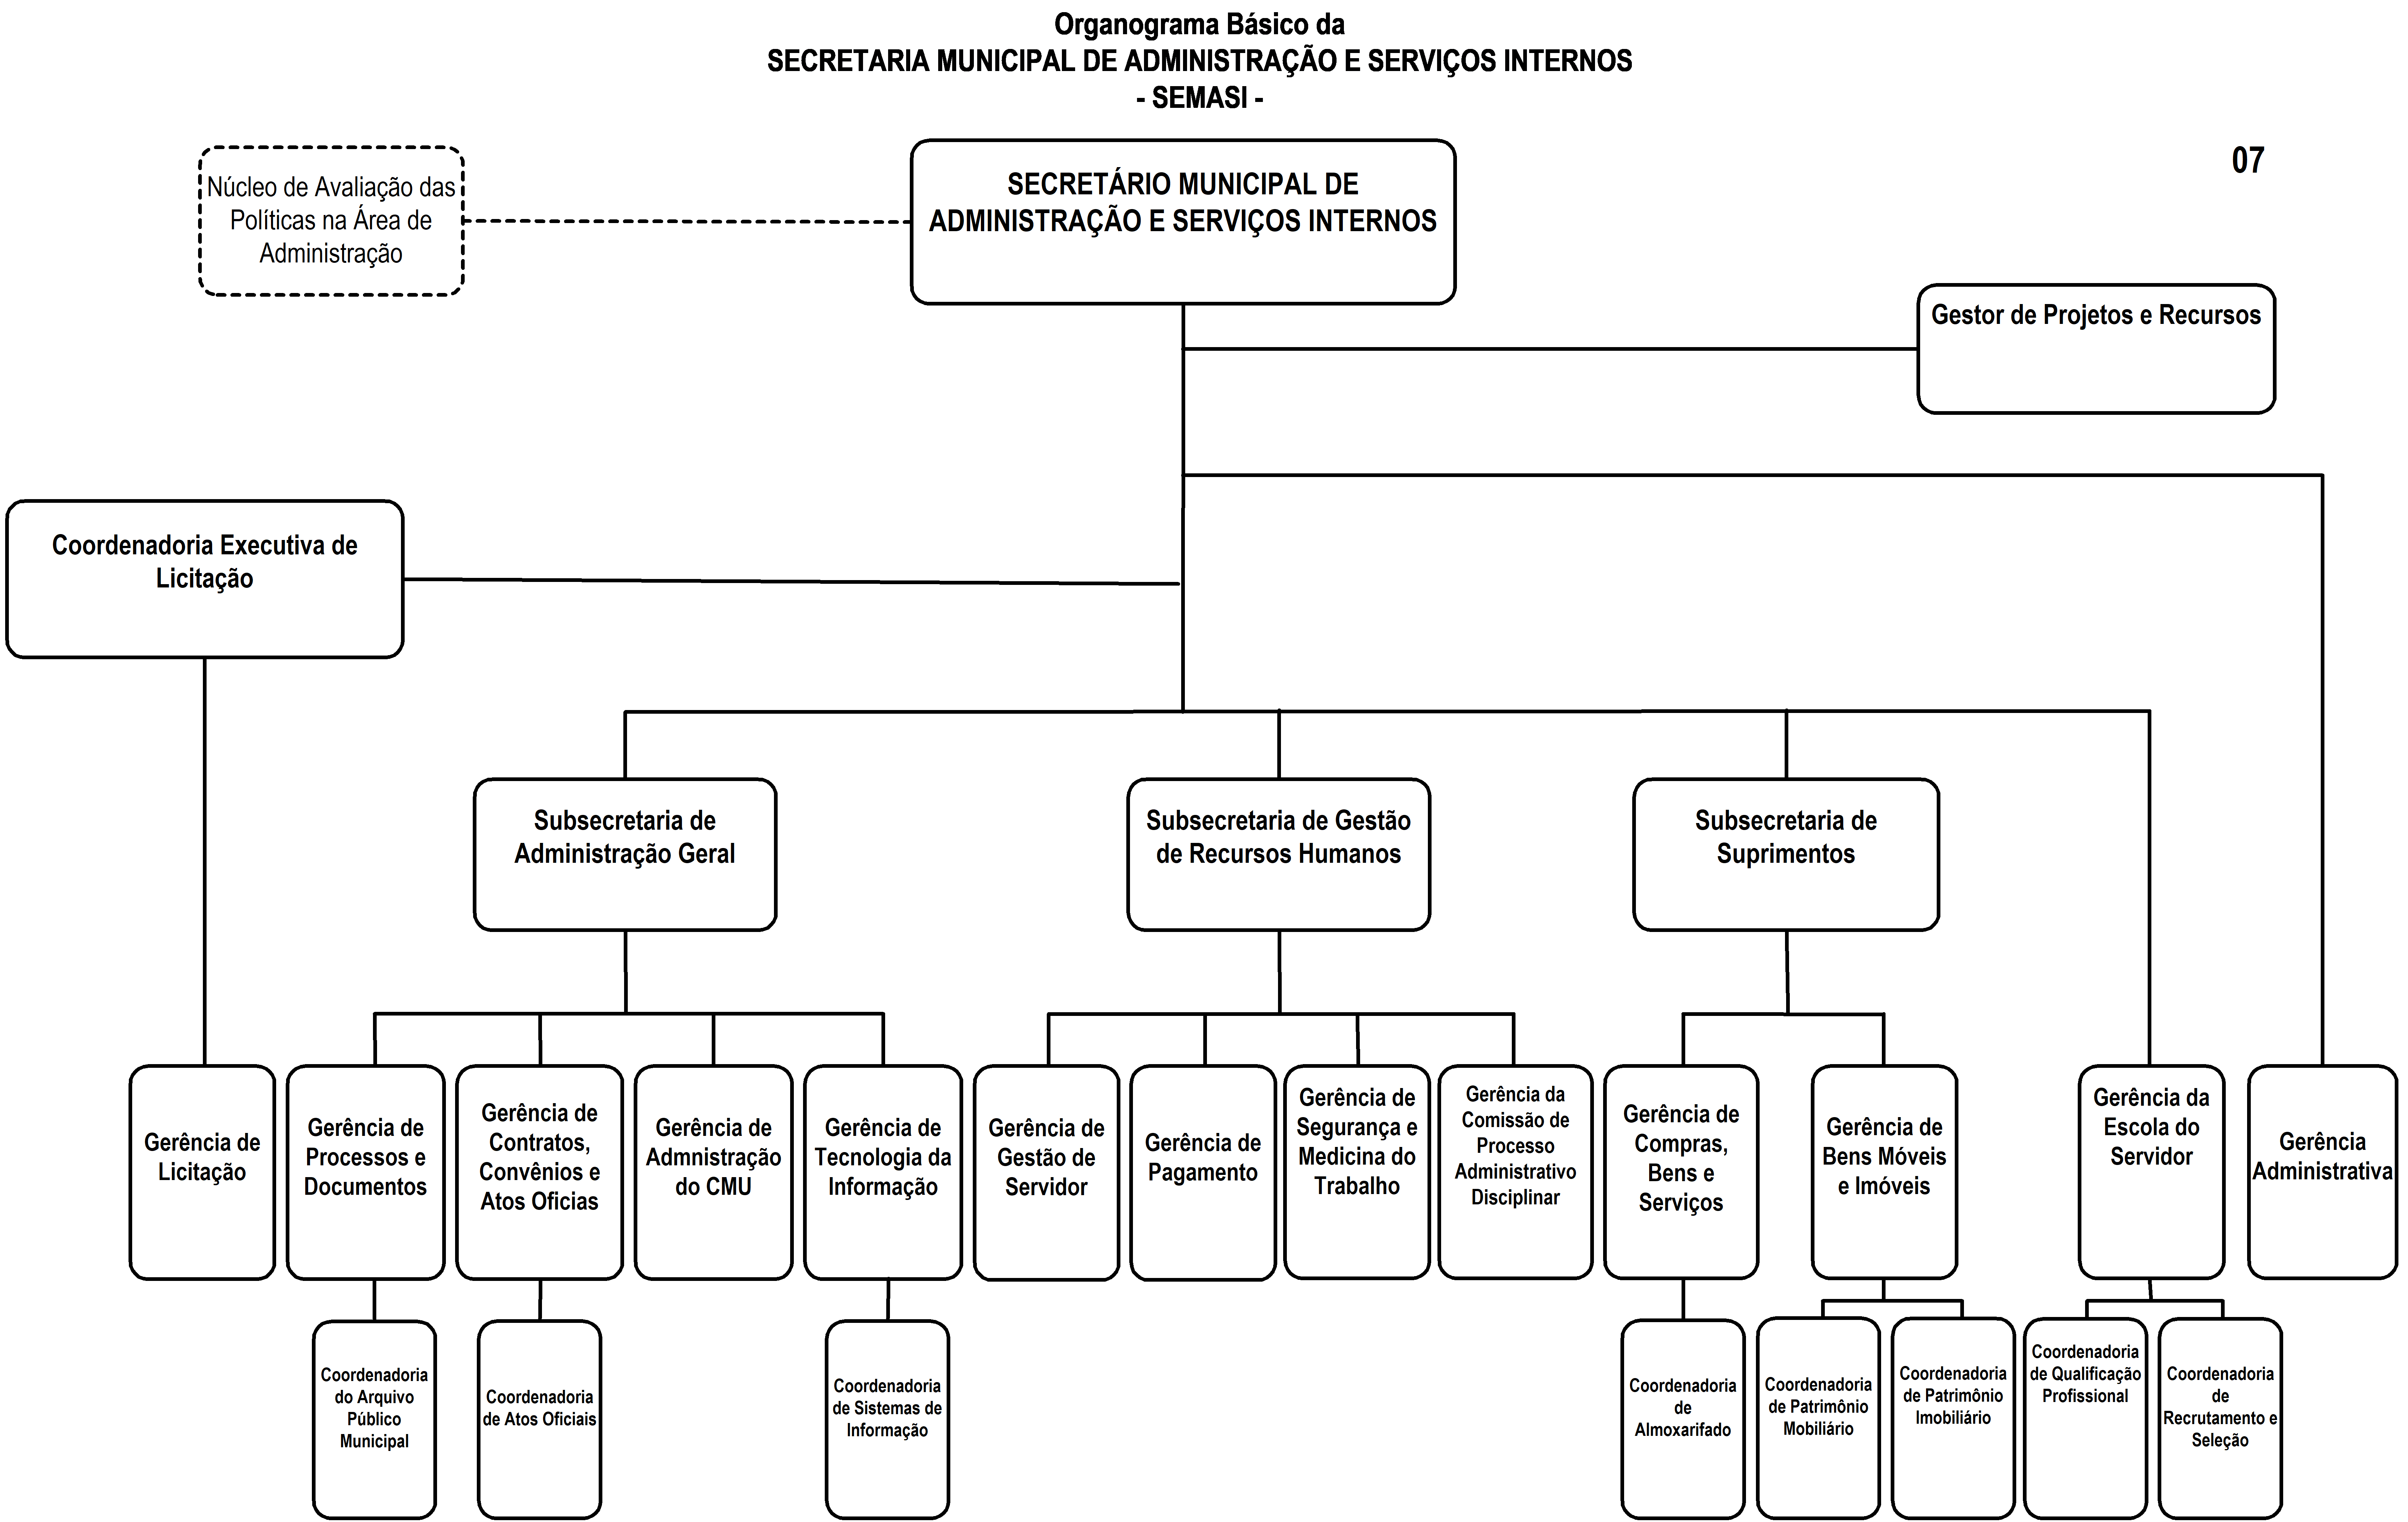 Organograma Básico da
SECRETARIA MUNICIPAL DE ADMINISTRAÇÃO E SERVIÇOS INTERNOS
- SEMASI -
07
Núcleo de Avaliação das
Políticas na Área de
Administração
SECRETÁRIO MUNICIPAL DE
ADMINISTRAÇÃO E SERVIÇOS INTERNOS
Gestor de Projetos e Recursos
Coordenadoria Executiva de
Licitação
Subsecretaria de
Administração Geral
Subsecretaria de Gestão
de Recursos Humanos
Subsecretaria de
Suprimentos
Gerência de
Licitação
Gerência de
Processos e
Documentos
Gerência de
Contratos,
Convênios e
Atos Oficias
Gerência de
Admnistração
do CMU
Gerência de
Tecnologia da
Informação
Gerência de
Gestão de
Servidor
Gerência de
Pagamento
Gerência de
Segurança e
Medicina do
Trabalho
Gerência da
Comissão de
Processo
Administrativo
Disciplinar
Gerência de
Compras,
Bens e
Serviços
Gerência de
Bens Móveis
e Imóveis
Gerência da
Escola do
Servidor
Gerência
Administrativa
Coordenadoria
do Arquivo
Público
Municipal
Coordenadoria
de Atos Oficiais
Coordenadoria
de Sistemas de
Informação
Coordenadoria
de
Almoxarifado
Coordenadoria
de Patrimônio
Mobiliário
Coordenadoria
de Patrimônio
Imobiliário
Coordenadoria
de Qualificação
Profissional
Coordenadoria
de
Recrutamento e
Seleção